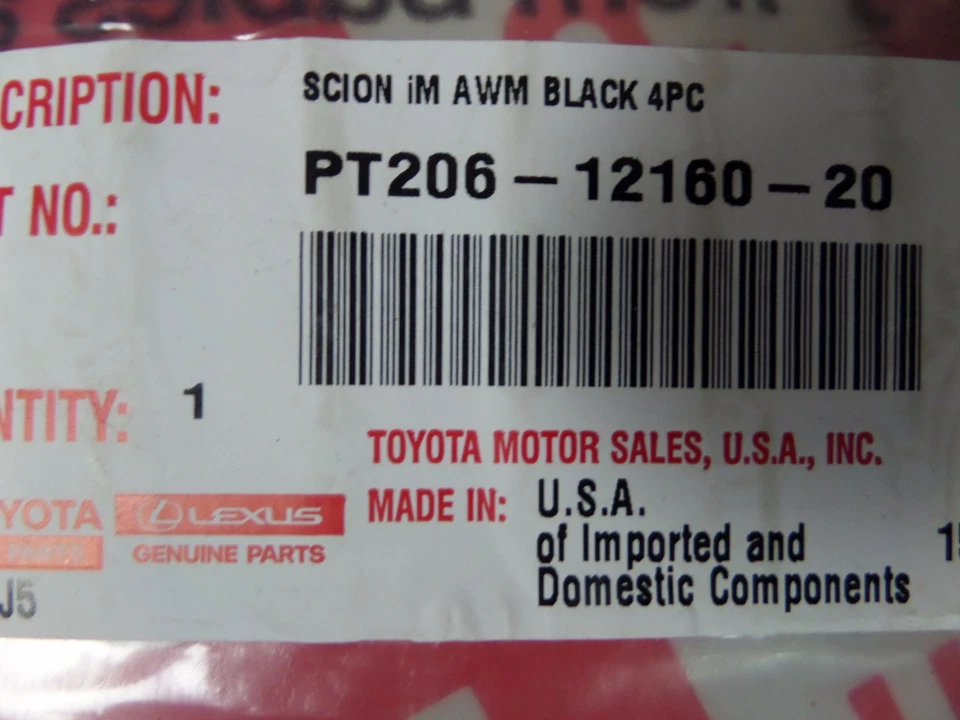 CRIPTION: SCION iM AWM BLACK 4PC
T NO.: PT206-12160-20
NTITY: 1
TOYOTA MOTOR SALES, U.S.A., INC.
YOTA LEXUS MADE IN: U.S.A.
GENUINE PARTS of Imported and
J5 Domestic Components